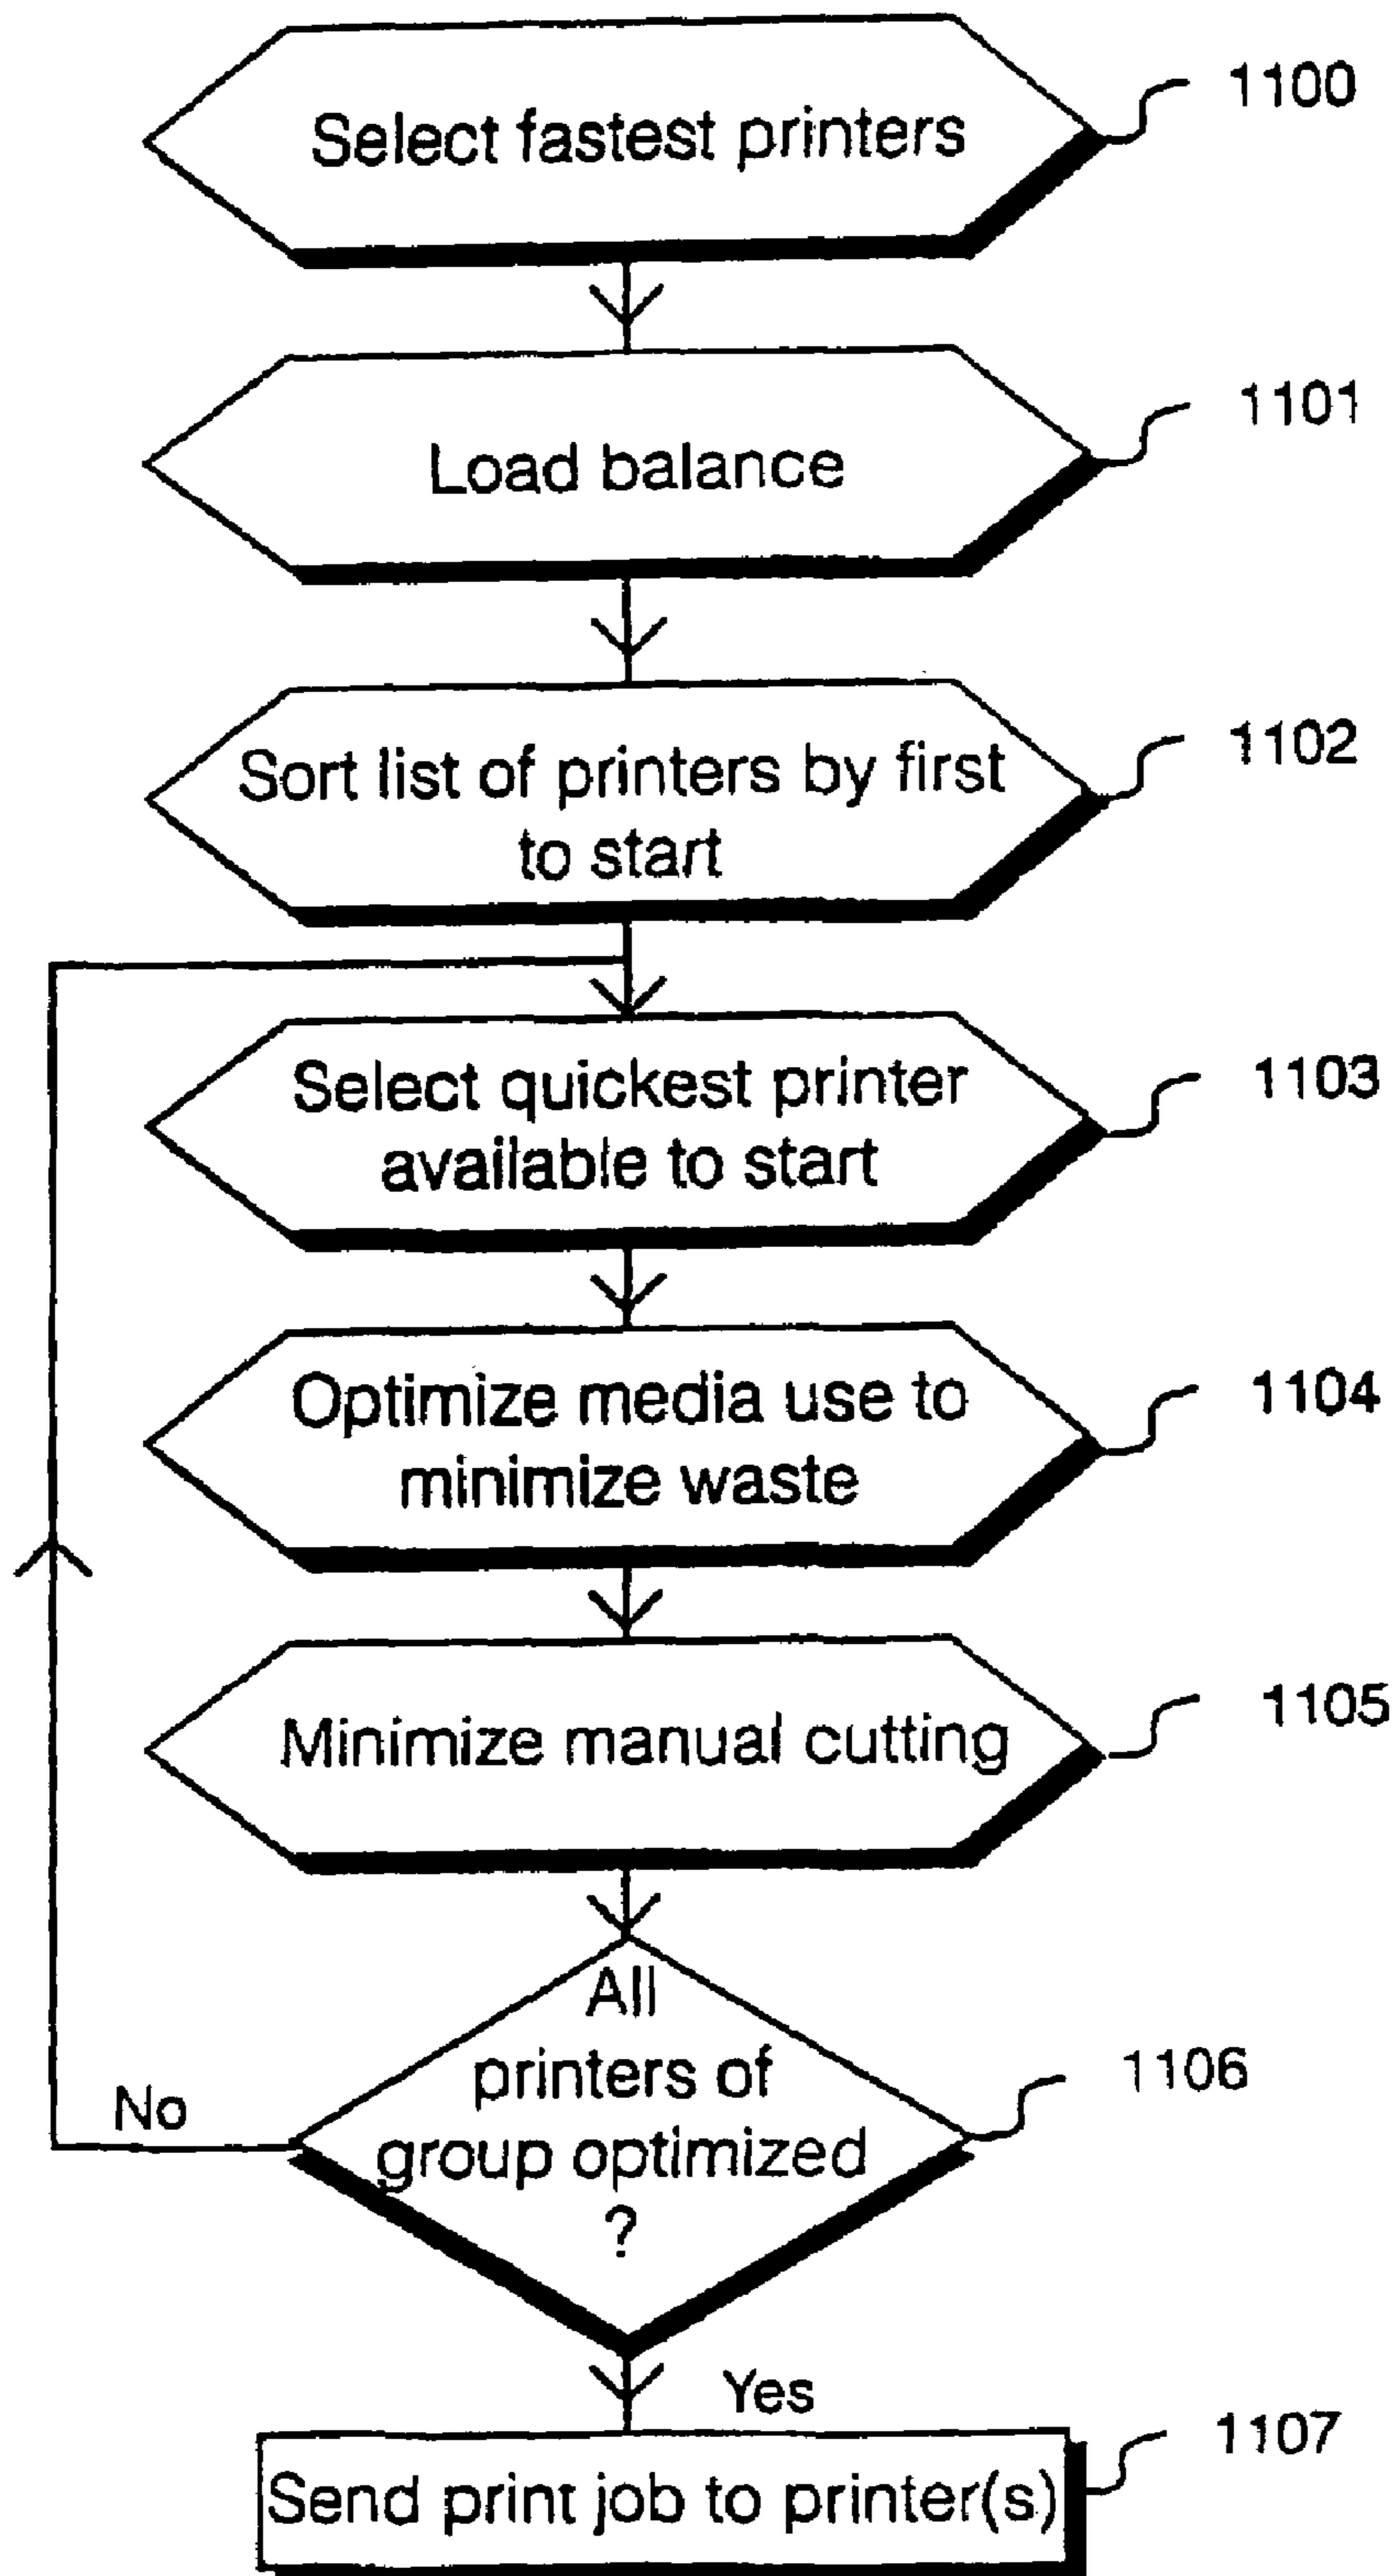 Select fastest printers
1100
Load balance
1101
Sort list of printers by first
to start
1102
Select quickest printer
available to start
1103
Optimize media use to
minimize waste
1104
Minimize manual cutting
1105
All
printers of
group optimized
?
1106
No
Yes
Send print job to printer(s)
1107